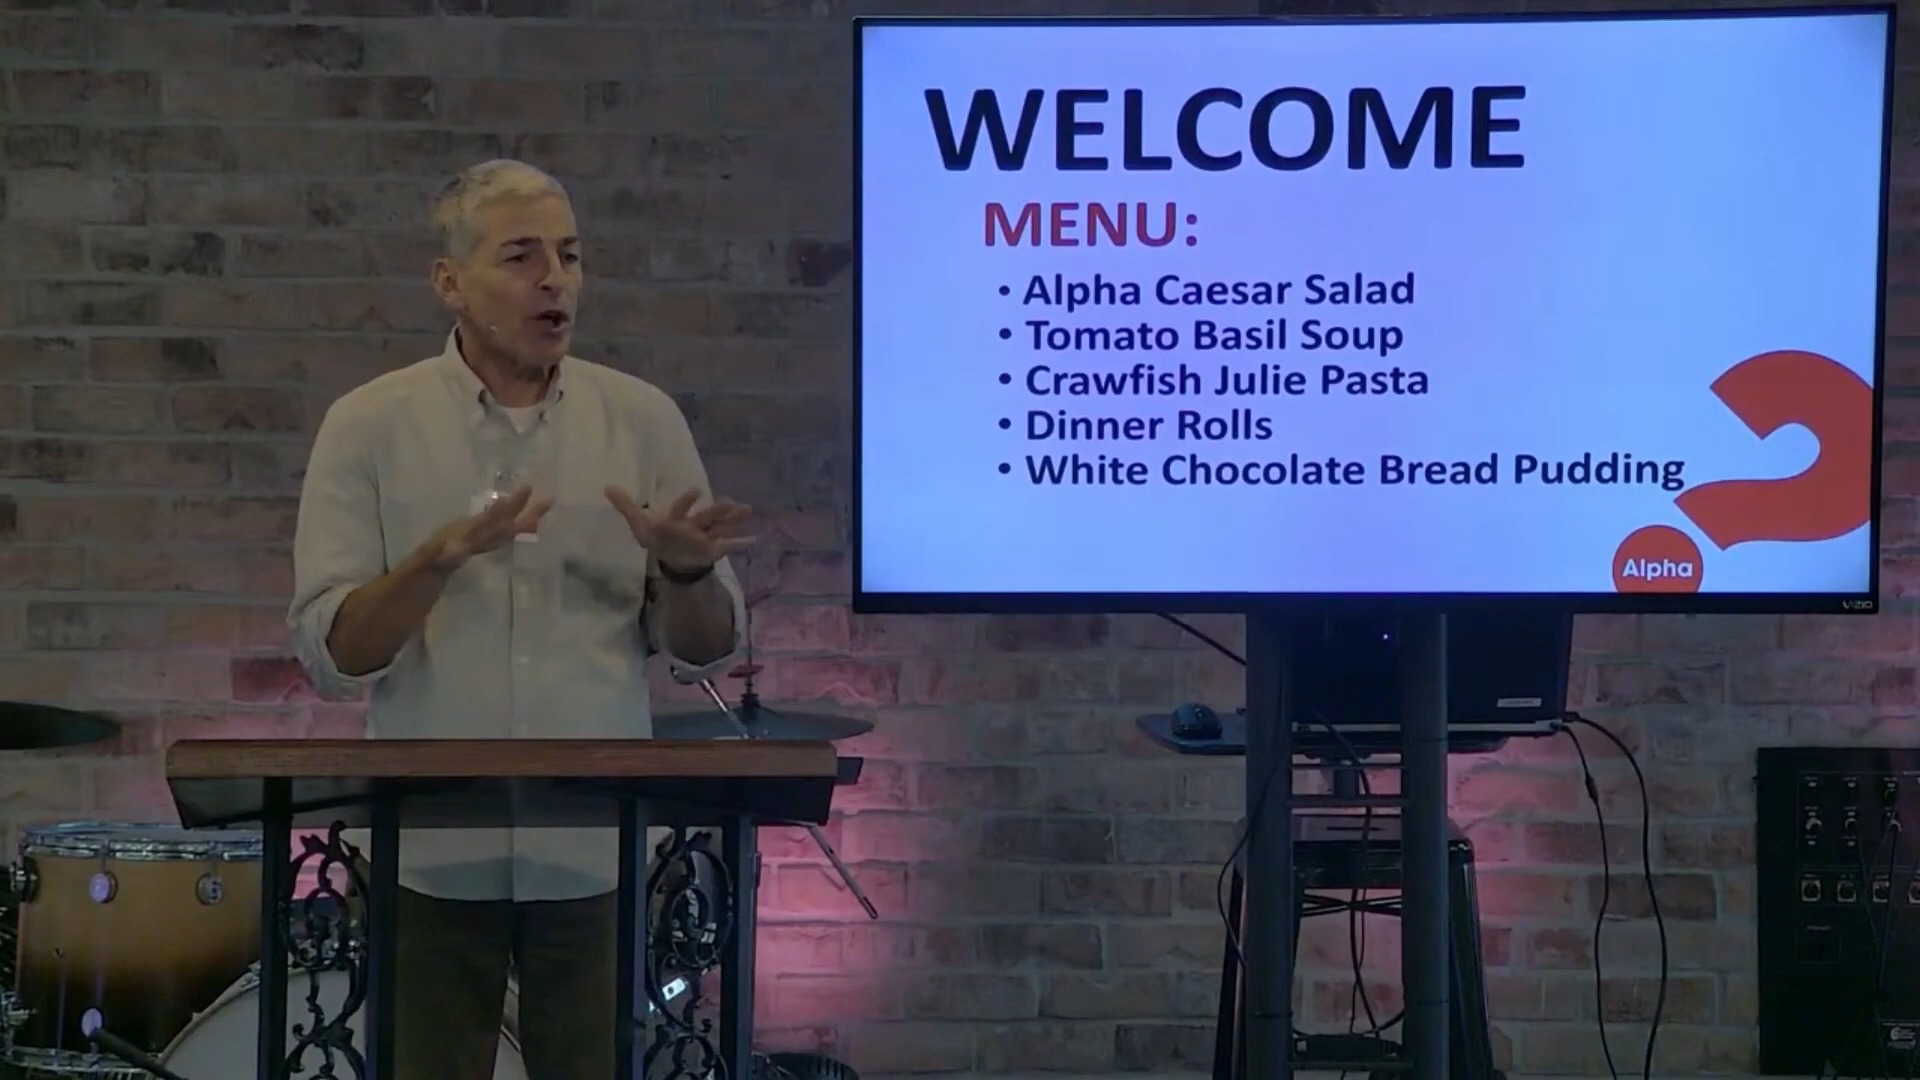 WELCOME
MENU:
• Alpha Caesar Salad
• Tomato Basil Soup
• Crawfish Julie Pasta
• Dinner Rolls
• White Chocolate Bread Pudding
Alpha
VIZIO